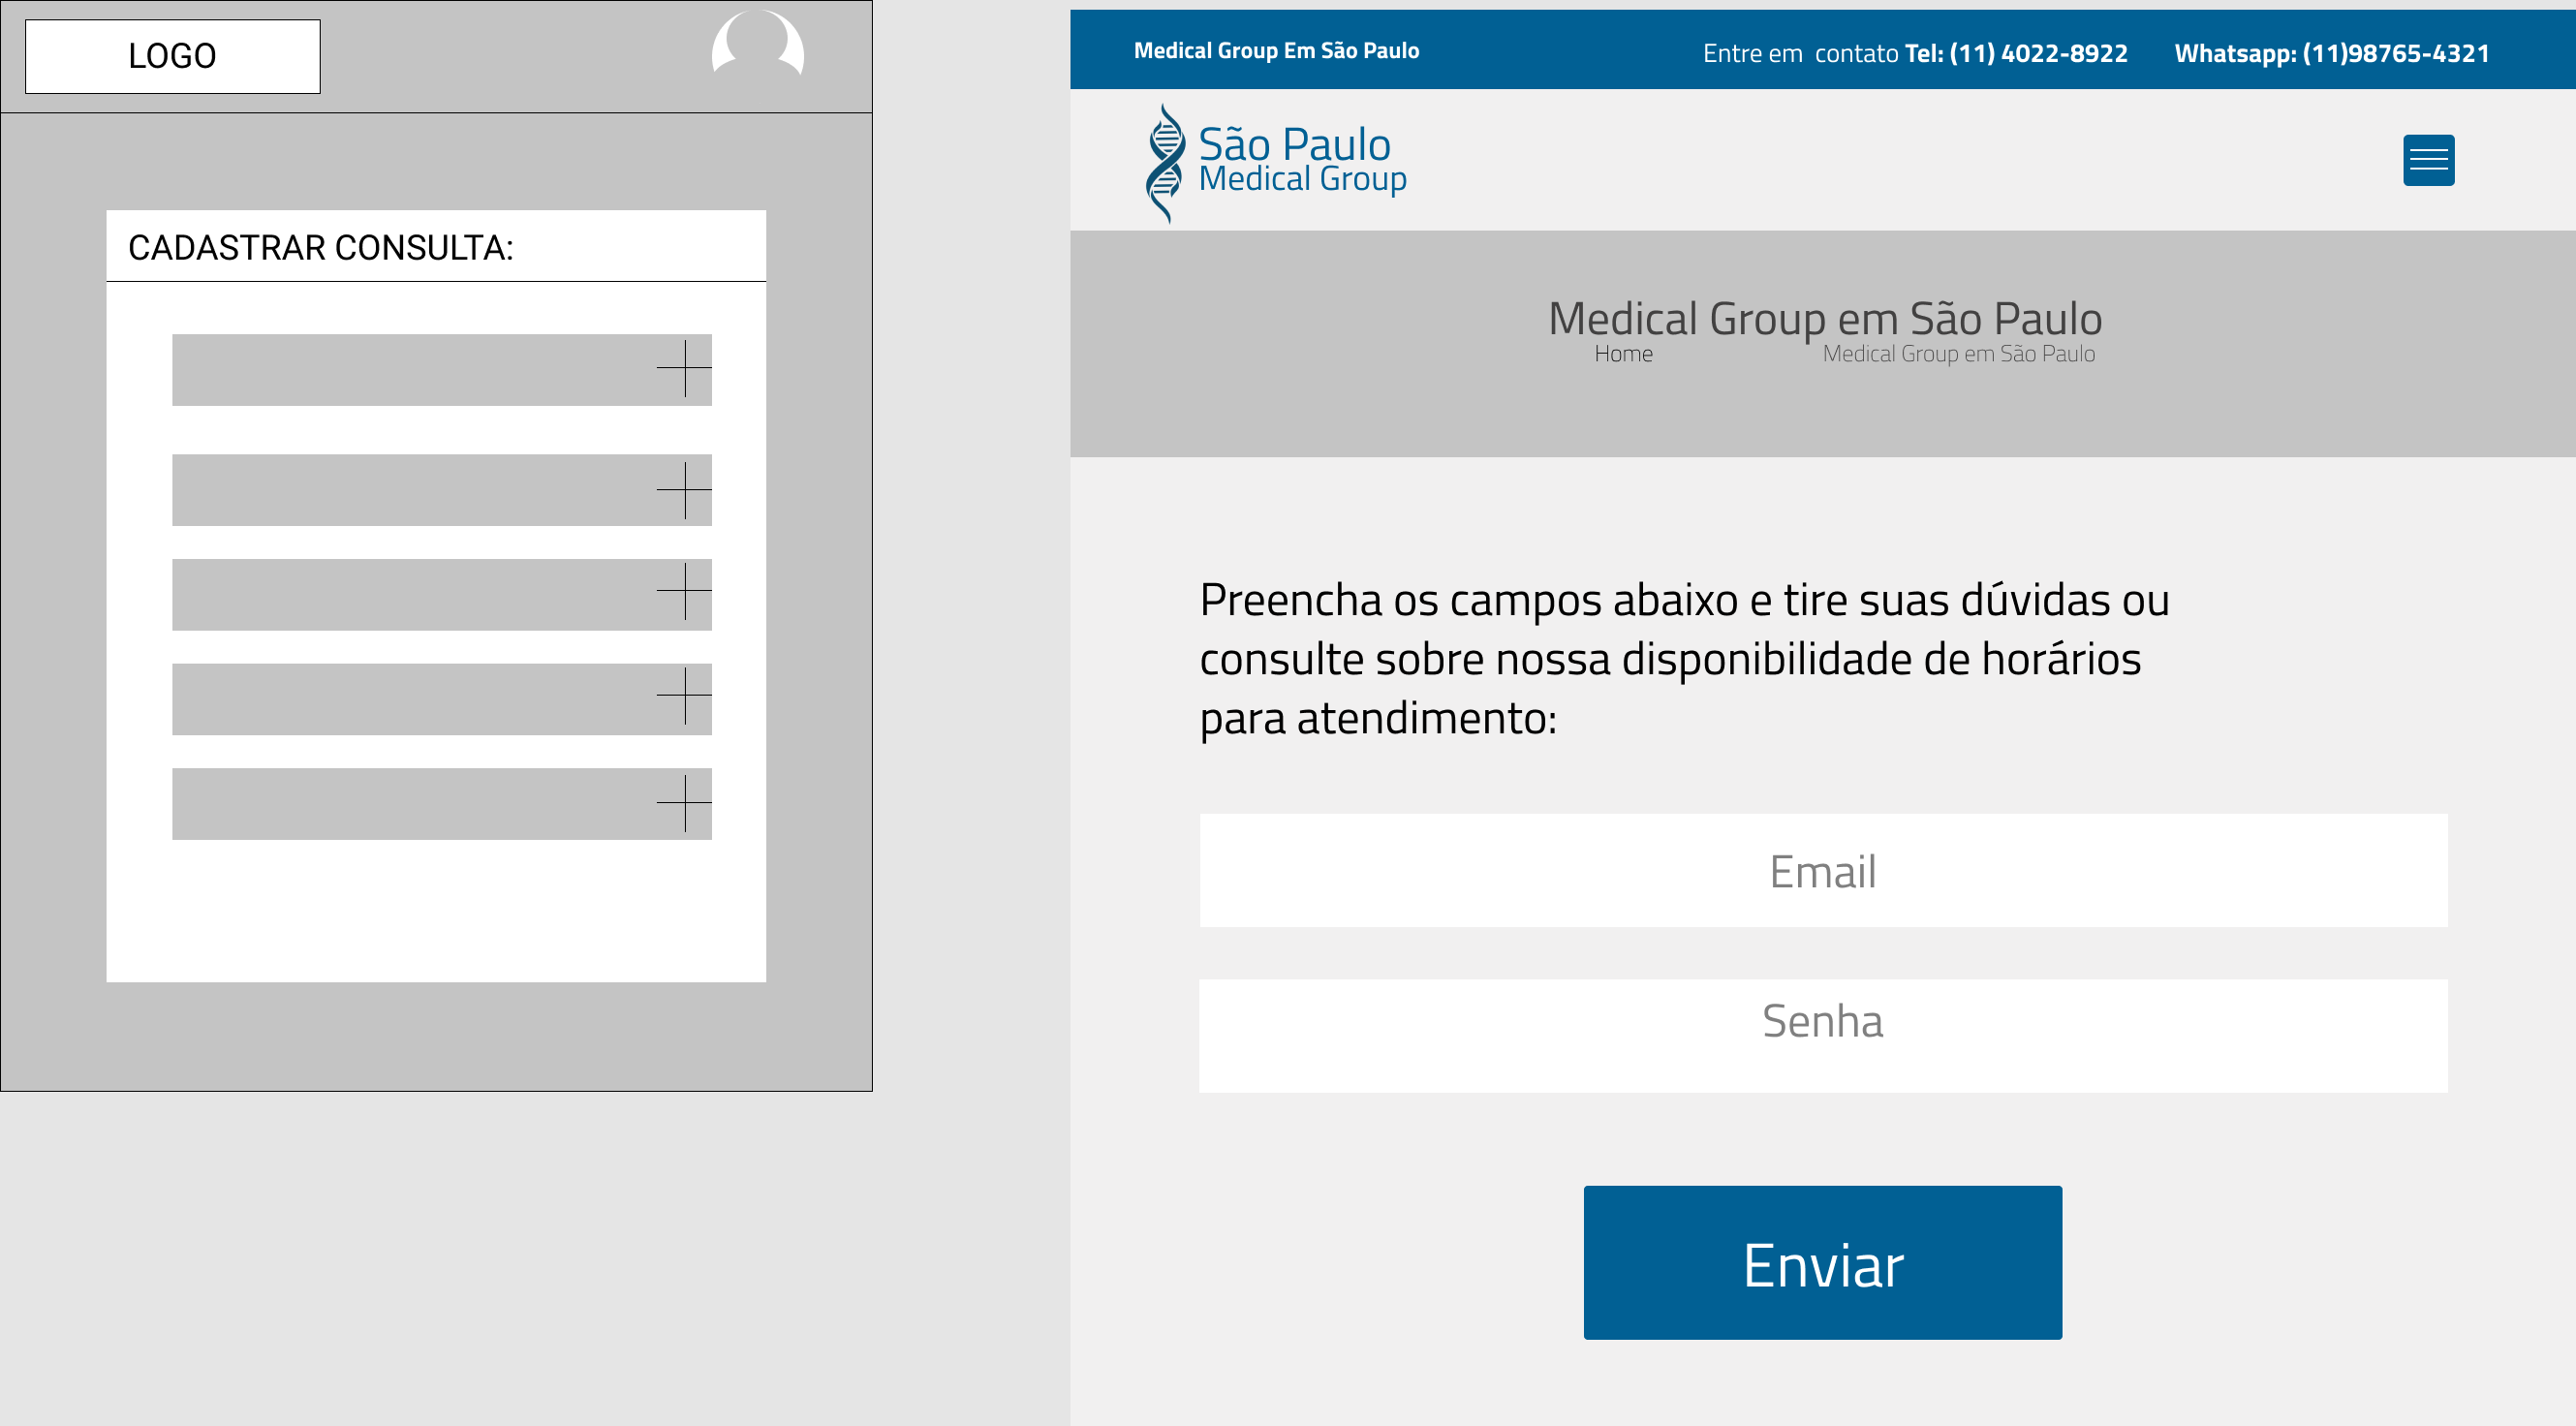 LOGO
CADASTRAR CONSULTA:
Medical Group Em São Paulo
Entre em  contato Tel: (11) 4022-8922
Whatsapp: (11)98765-4321
São Paulo
Medical Group
Medical Group em São Paulo
Home
Medical Group em São Paulo
Preencha os campos abaixo e tire suas dúvidas ou
consulte sobre nossa disponibilidade de horários
para atendimento:
Email
Senha
Enviar